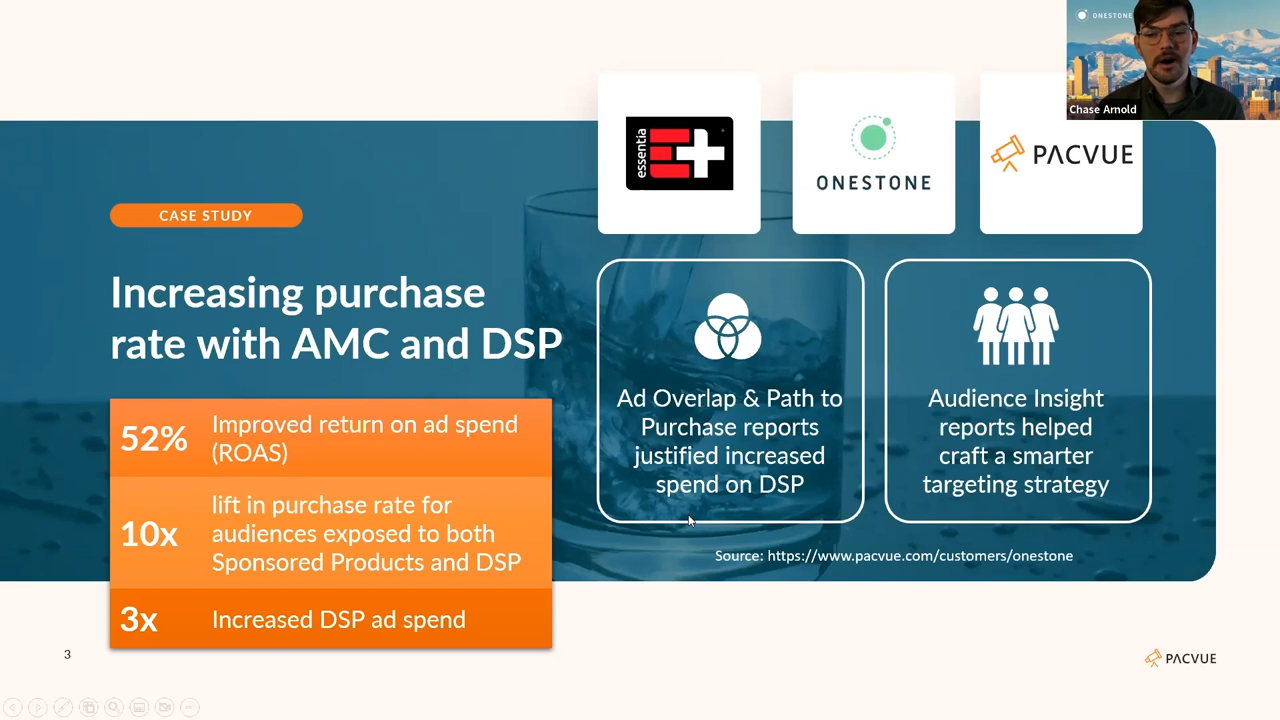 ONESTONE
Chase Arnold
essentia
E+
ONESTONE
PACVUE
CASE STUDY
Increasing purchase
rate with AMC and DSP
52%
Improved return on ad spend
(ROAS)
10x
lift in purchase rate for
audiences exposed to both
Sponsored Products and DSP
3x
Increased DSP ad spend
Ad Overlap & Path to
Purchase reports
justified increased
spend on DSP
Audience Insight
reports helped
craft a smarter
targeting strategy
Source: https://www.pacvue.com/customers/onestone
3
PACVUE